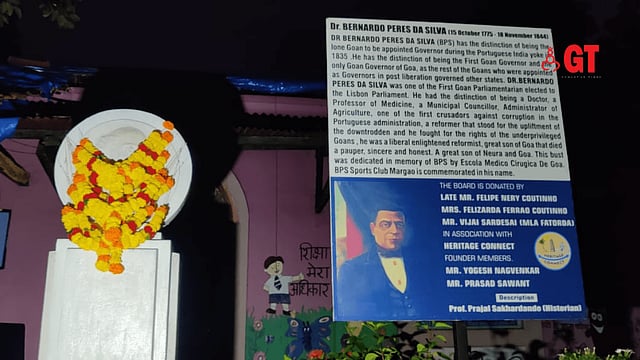 Dr. BERNARDO PERES DA SILVA (15 October 1775 - 18 November 1844)
DR BERNARDO PERES DA SILVA (BPS) has the distinction of being the
lone Goan to be appointed Governor during the Portuguese India yoke in
1835 .He has the distinction of being the First Goan Governor and
only Goan Governor of Goa, as the rest of the Goans who were appointed
as Governors in post liberation governed other states. DR.BERNARDO
PERES DA SILVA was one of the First Goan Parliamentarian elected to
the Lisbon Parliament. He had the distinction of being a Doctor, a
Professor of Medicine, a Municipal Councillor, Administrator of
Agriculture, one of the first crusaders against corruption in the
Portuguese administration, a reformer that stood for the upliftment of
the downtrodden and he fought for the rights of the underprivileged
Goans , he was a liberal enlightened reformist, great son of Goa that died
a pauper, sincere and honest. A great son of Neura and Goa. This bust
was dedicated in memory of BPS by Escola Medico Cirugica De Goa.
BPS Sports Club Margao is commemorated in his name.
GT
THE BOARD IS DONATED BY
LATE MR. FELIPE NERY COUTINHO
MRS. FELIZARDA FERRAO COUTINHO
MR. VIJAI SARDESAI (MLA FATORDA)
IN ASSOCIATION WITH
HERITAGE CONNECT
FOUNDER MEMBERS.
MR. YOGESH NAGVENKAR
MR. PRASAD SAWANT
Description
Prof. Prajal Sakhardande (Historian)
शिक्षा
मेरा
अधिकार